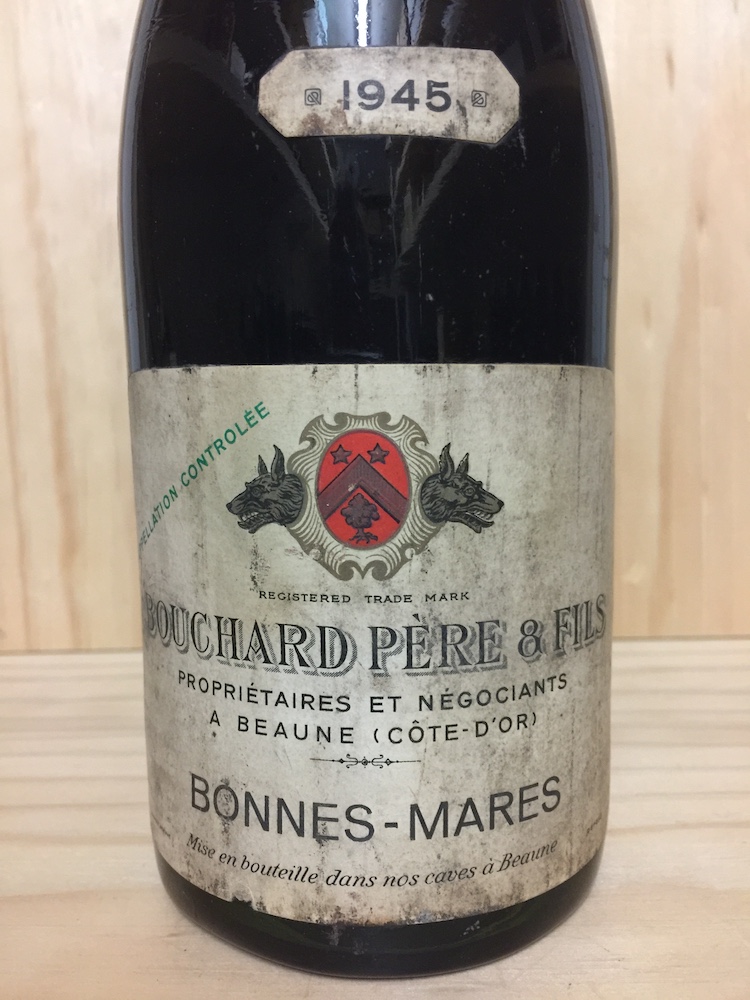 1945
APPELLATION CONTROLÉE
REGISTERED TRADE MARK
BOUCHARD PÈRE & FILS
PROPRIÉTAIRES ET NÉGOCIANTS
A BEAUNE (CÔTE-D'OR)
BONNES-MARES
Mise en bouteille dans nos caves à Beaune